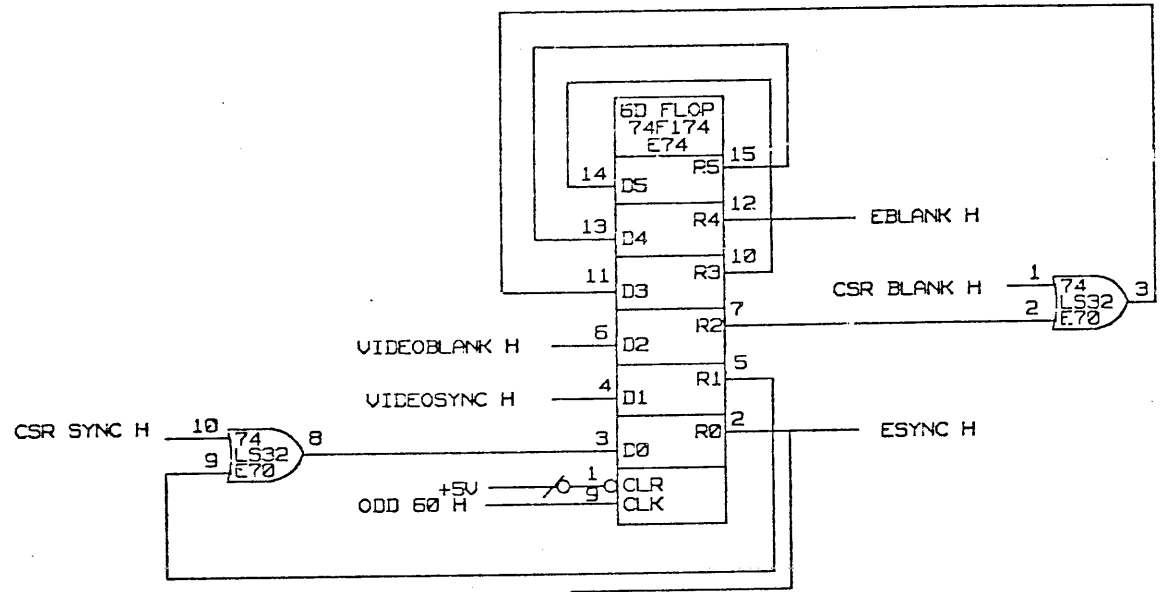 6D FLOP
74F174
E74
R5 15
14 D5
R4 12 EBLANK H
13 D4
R3 10
11 D3
CSR BLANK H 1 74 3
2 LS32
E70
R2 7
VIDEOBLANK H 6 D2
R1 5
VIDEOSYNC H 4 D1
R0 2 ESYNC H
CSR SYNC H 10 74 8
9 LS32
E70
3 D0
+5V 1 CLR
ODD 60 H 9 CLK